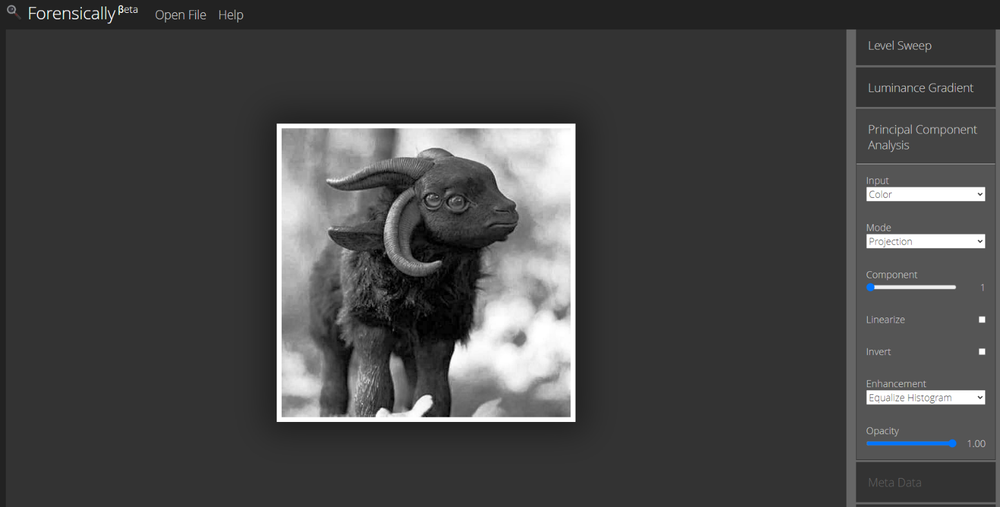 Forensically βeta Open File Help
Level Sweep
Luminance Gradient
Principal Component
Analysis
Input
Color
Mode
Projection
Component
1
Linearize
Invert
Enhancement
Equalize Histogram
Opacity
1.00
Meta Data